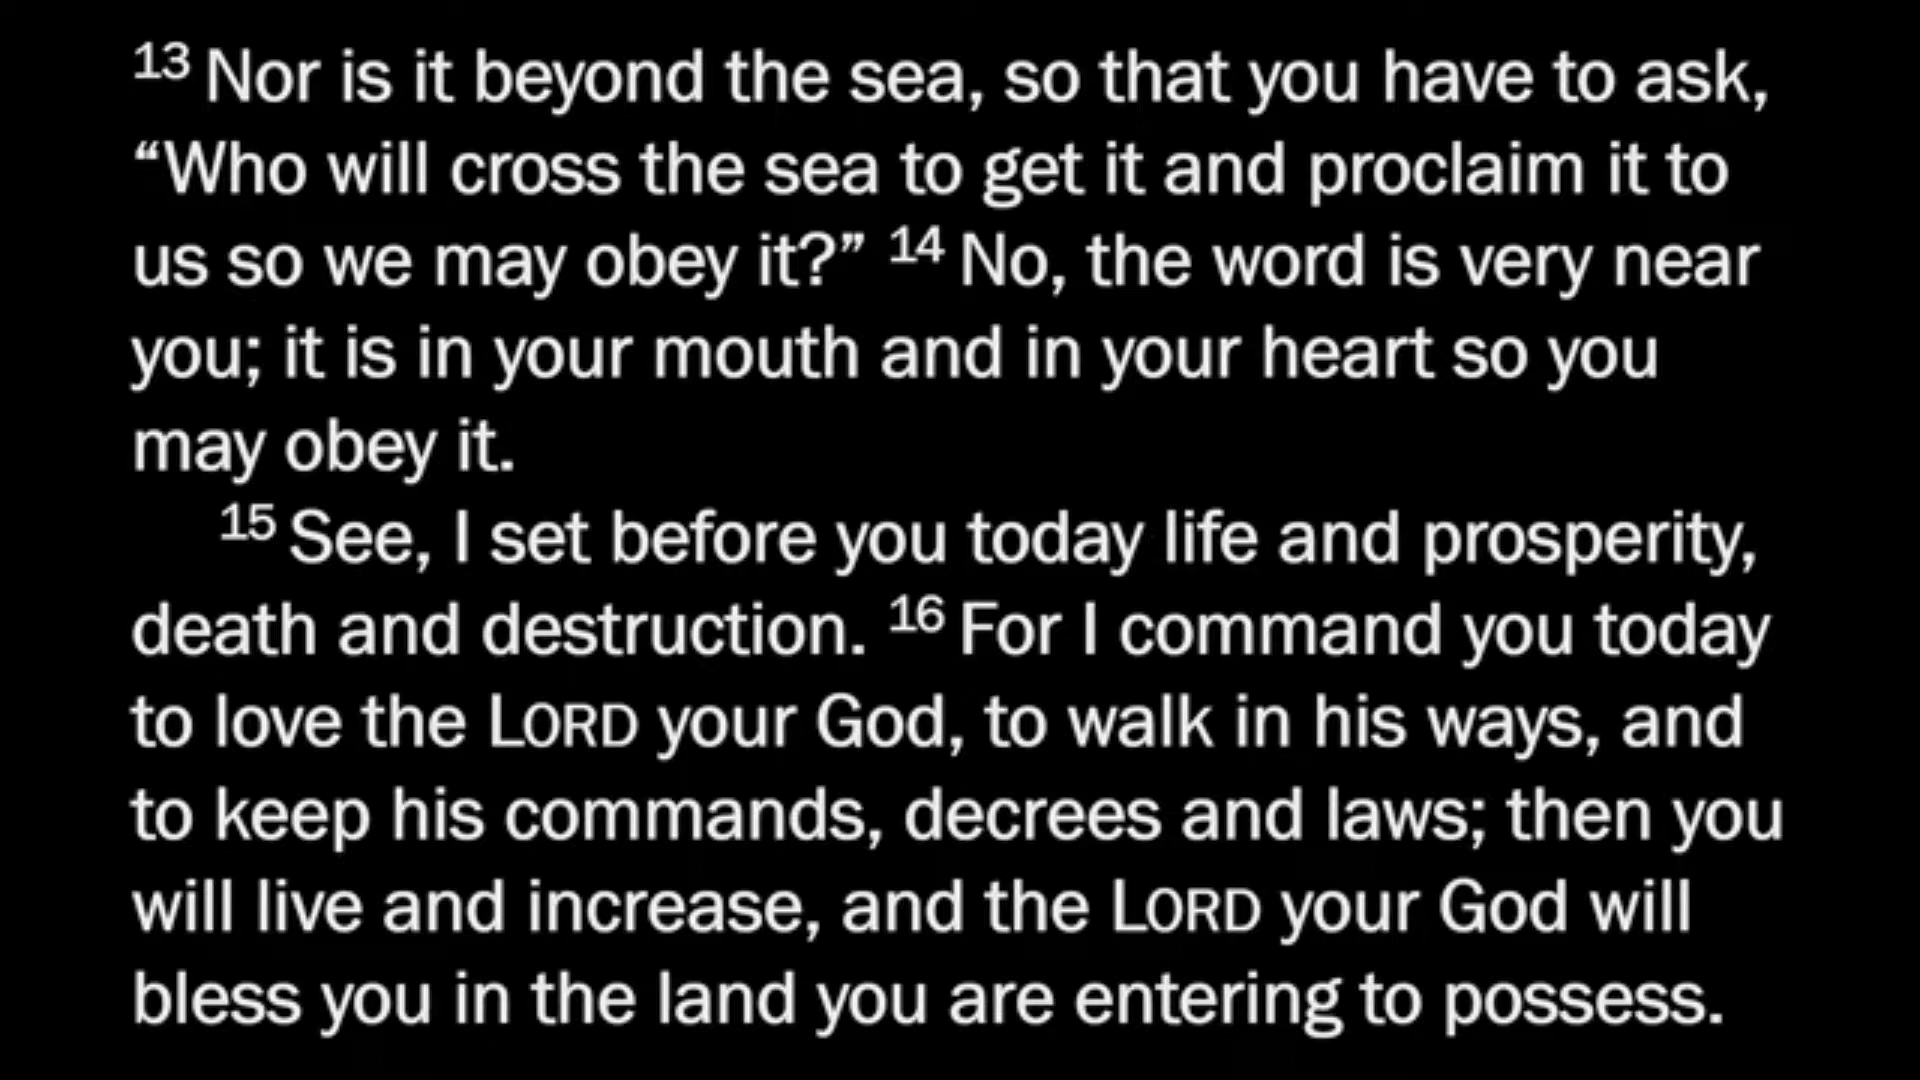 13 Nor is it beyond the sea, so that you have to ask,
“Who will cross the sea to get it and proclaim it to
us so we may obey it?” 14 No, the word is very near
you; it is in your mouth and in your heart so you
may obey it.
15 See, I set before you today life and prosperity,
death and destruction. 16 For I command you today
to love the LORD your God, to walk in his ways, and
to keep his commands, decrees and laws; then you
will live and increase, and the LORD your God will
bless you in the land you are entering to possess.